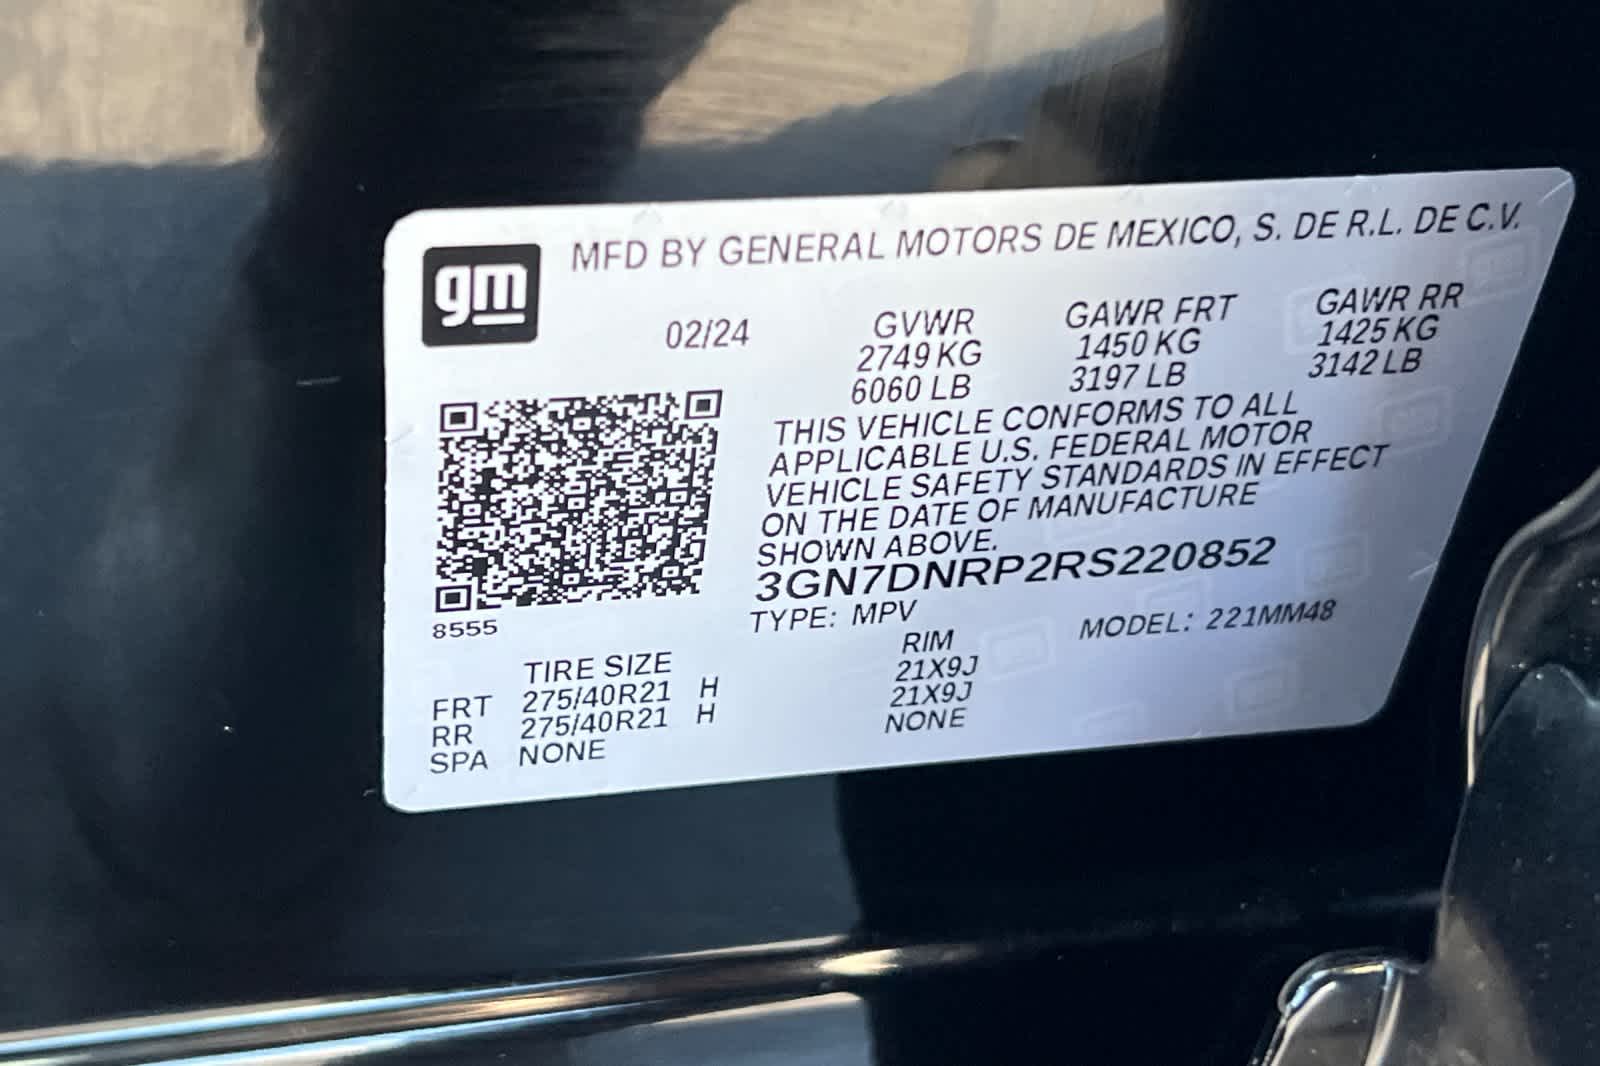 gm
MFD BY GENERAL MOTORS DE MEXICO, S. DE R.L. DE C.V.
02/24 GVWR GAWR FRT GAWR RR
2749 KG 1450 KG 1425 KG
6060 LB 3197 LB 3142 LB
THIS VEHICLE CONFORMS TO ALL
APPLICABLE U.S. FEDERAL MOTOR
VEHICLE SAFETY STANDARDS IN EFFECT
ON THE DATE OF MANUFACTURE
SHOWN ABOVE.
3GN7DNRP2RS220852
8555
TYPE: MPV MODEL: 221MM48
TIRE SIZE RIM
FRT 275/40R21 H 21X9J
RR 275/40R21 H 21X9J
SPA NONE NONE